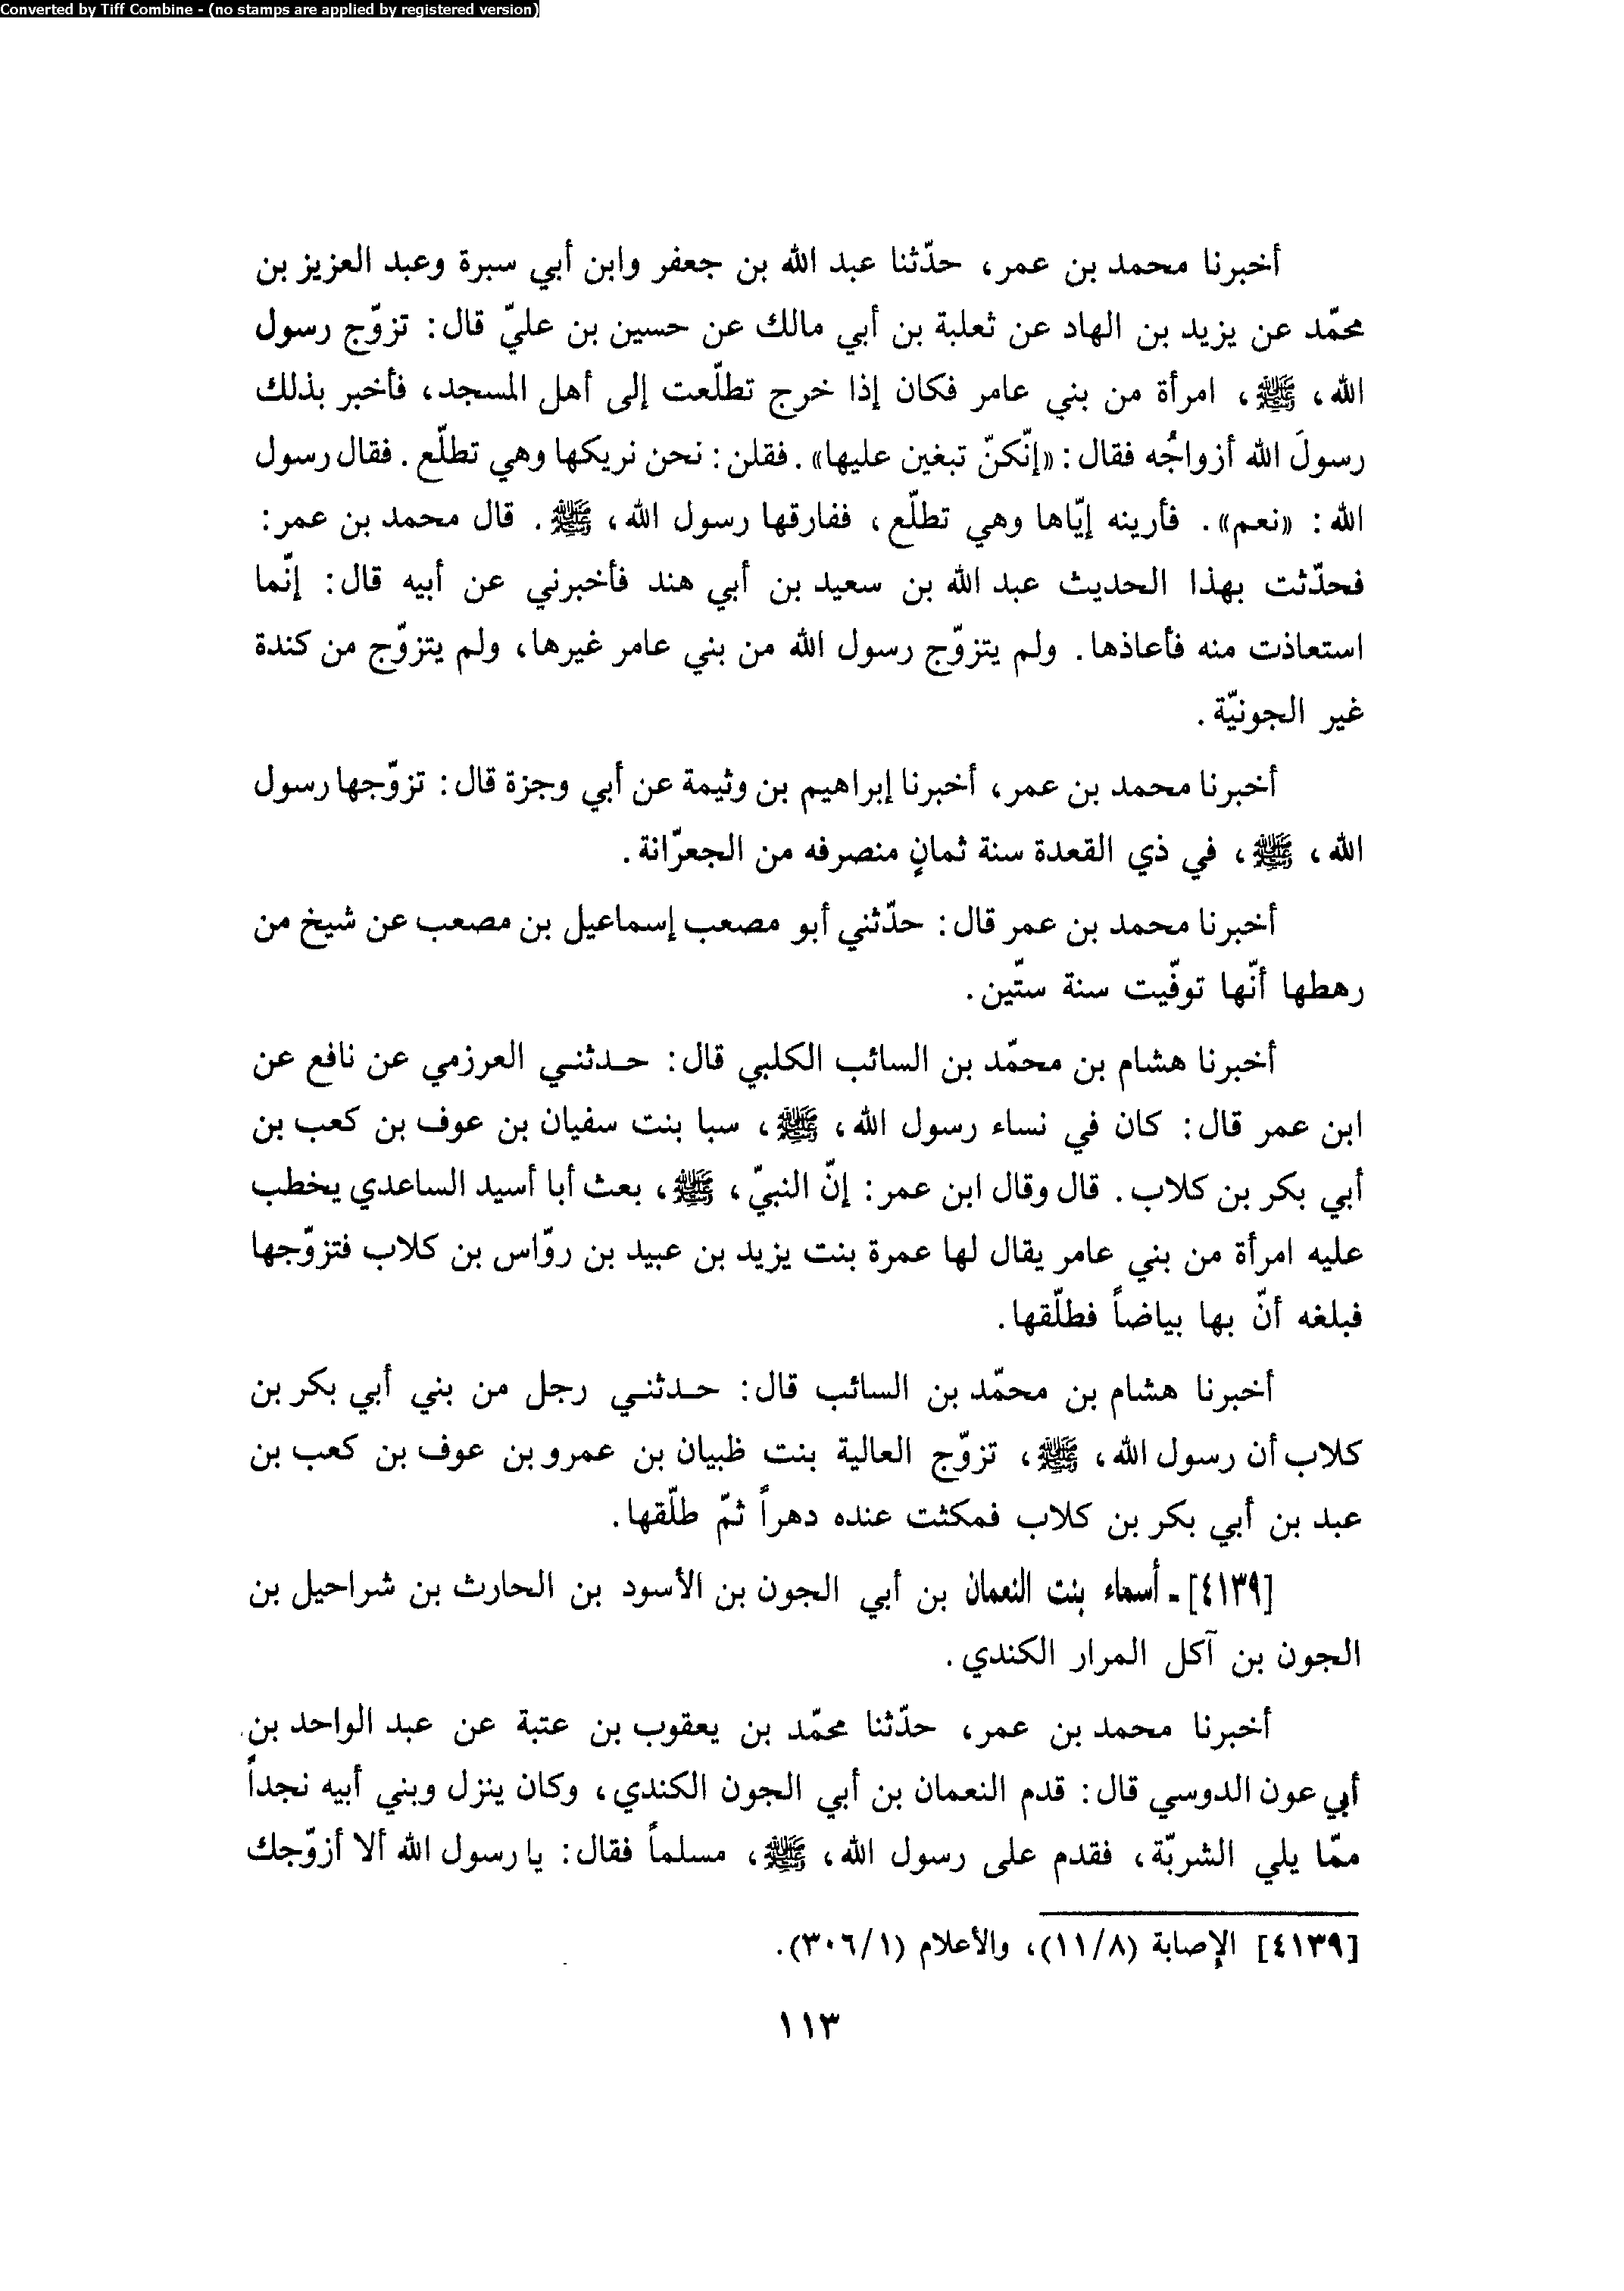 Converted by Tiff Combine - (no stamps are applied by registered version)
أخبرنا محمد بن عمر، حدّثنا عبد الله بن جعفر وابن أبي سبرة وعبد العزيز بن
محمّد عن يزيد بن الهاد عن ثعلبة بن أبي مالك عن حسين بن عليّ قال: تزوّج رسول
الله، ﷺ، امرأة من بني عامر فكان إذا خرج تطلّعت إلى أهل المسجد، فأخبر بذلك
رسولَ الله أزواجُه فقال: «إنّكنّ تبغين عليها». فقلن: نحن نريكها وهي تطلّع. فقال رسول
الله: «نعم». فأرينه إيّاها وهي تطلّع، ففارقها رسول الله، ﷺ. قال محمد بن عمر:
فحدّثت بهذا الحديث عبد الله بن سعيد بن أبي هند فأخبرني عن أبيه قال: إنّما
استعاذت منه فأعاذها. ولم يتزوّج رسول الله من بني عامر غيرها، ولم يتزوّج من كندة
غير الجونيّة.
أخبرنا محمد بن عمر، أخبرنا إبراهيم بن وثيمة عن أبي وجزة قال: تزوّجها رسول
الله، ﷺ، في ذي القعدة سنة ثمانٍ منصرفه من الجعرّانة.
أخبرنا محمد بن عمر قال: حدّثني أبو مصعب إسماعيل بن مصعب عن شيخ من
رهطها أنّها توفّيت سنة ستّين.
أخبرنا هشام بن محمّد بن السائب الكلبي قال: حدثني العرزمي عن نافع عن
ابن عمر قال: كان في نساء رسول الله، ﷺ، سبا بنت سفيان بن عوف بن كعب بن
أبي بكر بن كلاب. قال وقال ابن عمر: إنّ النبيّ، ﷺ، بعث أبا أسيد الساعدي يخطب
عليه امرأة من بني عامر يقال لها عمرة بنت يزيد بن عبيد بن روّاس بن كلاب فتزوّجها
فبلغه أنّ بها بياضاً فطلّقها.
أخبرنا هشام بن محمّد بن السائب قال: حدثني رجل من بني أبي بكر بن
كلاب أن رسول الله، ﷺ، تزوّج العالية بنت ظبيان بن عمرو بن عوف بن كعب بن
عبد بن أبي بكر بن كلاب فمكثت عنده دهراً ثمّ طلّقها.
[٤١٣٩] - أسماء بنت النعمان بن أبي الجون بن الأسود بن الحارث بن شراحيل بن
الجون بن آكل المرار الكندي.
أخبرنا محمد بن عمر، حدّثنا محمّد بن يعقوب بن عتبة عن عبد الواحد بن
أبي عون الدوسي قال: قدم النعمان بن أبي الجون الكندي، وكان ينزل وبني أبيه نجداً
ممّا يلي الشربّة، فقدم على رسول الله، ﷺ، مسلماً فقال: يا رسول الله ألا أزوّجك
[٤١٣٩] الإصابة (١١/٨)، والأعلام (٣٠٦/١).
١١٣